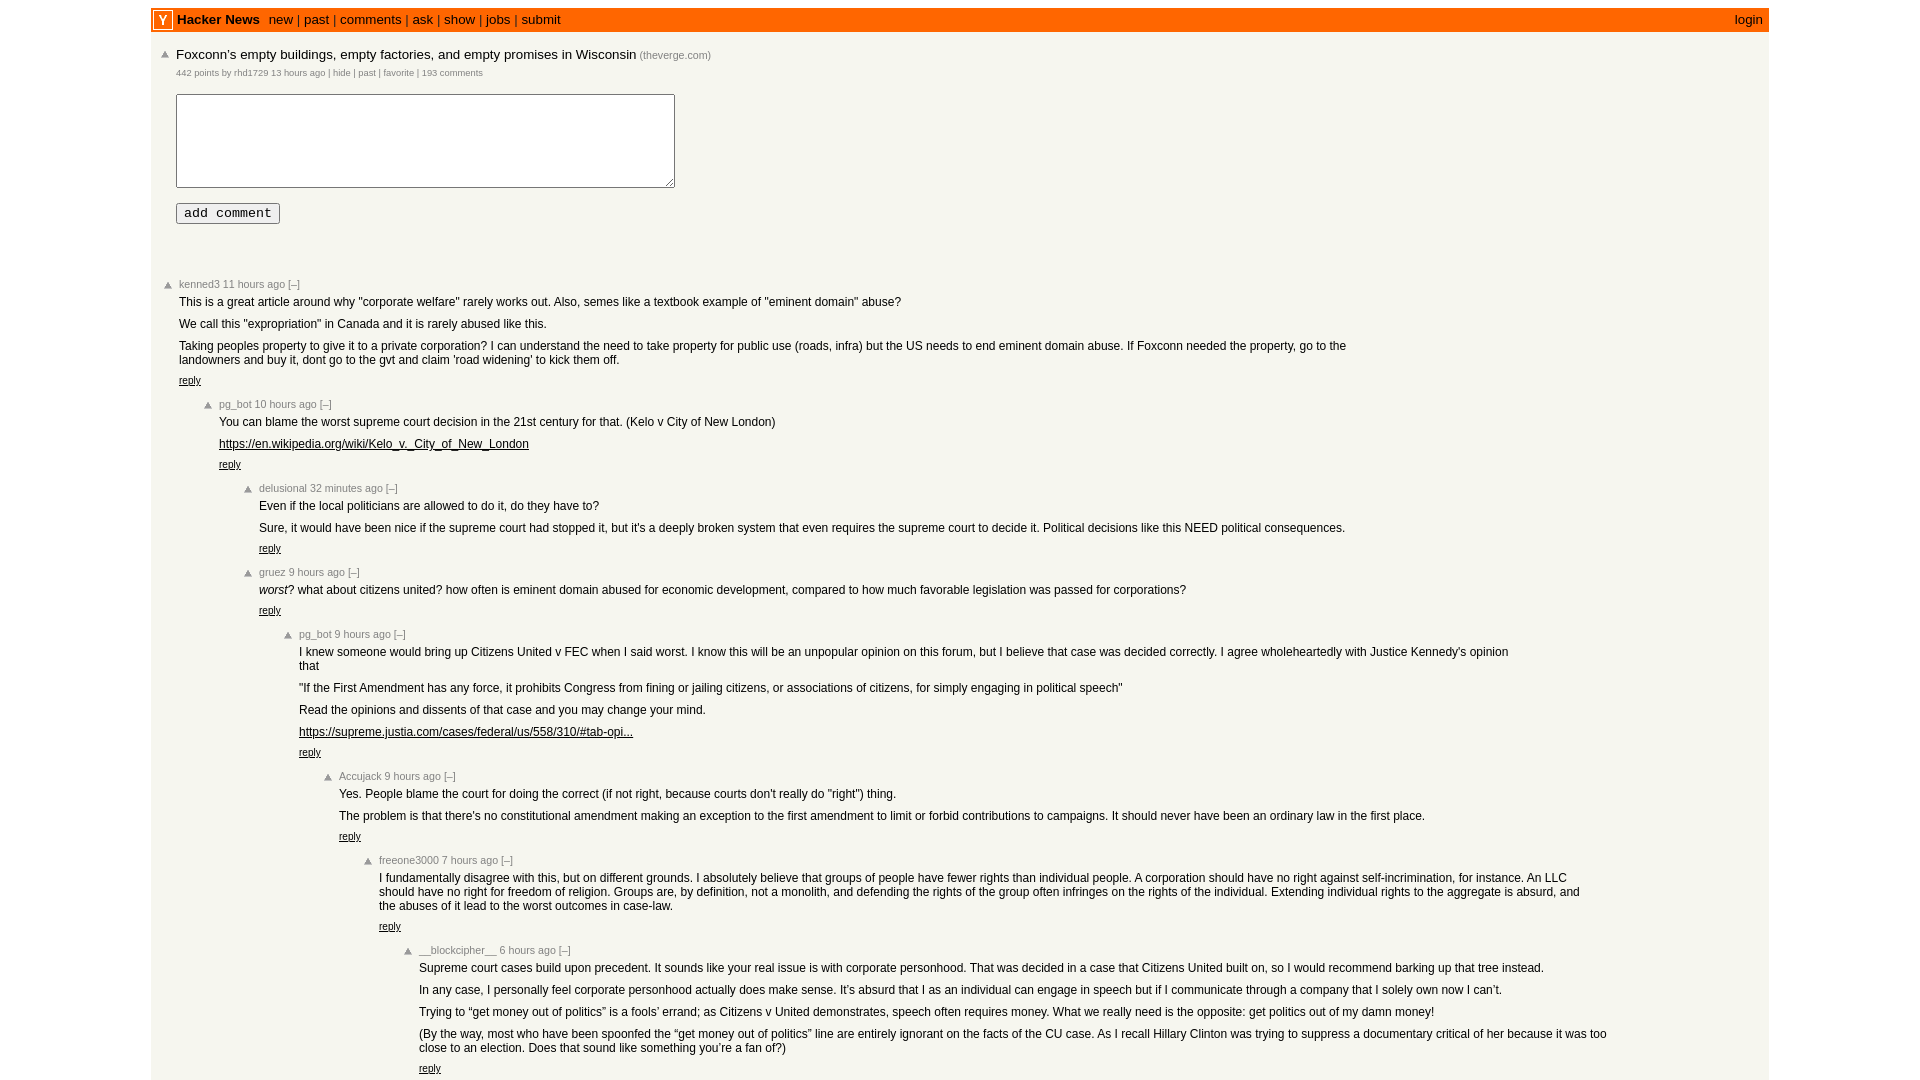 Y Hacker News new | past | comments | ask | show | jobs | submit login
Foxconn’s empty buildings, empty factories, and empty promises in Wisconsin (theverge.com)
442 points by rhd1729 13 hours ago | hide | past | favorite | 193 comments
add comment
kenned3 11 hours ago [–]
This is a great article around why "corporate welfare" rarely works out. Also, semes like a textbook example of "eminent domain" abuse?
We call this "expropriation" in Canada and it is rarely abused like this.
Taking peoples property to give it to a private corporation? I can understand the need to take property for public use (roads, infra) but the US needs to end eminent domain abuse. If Foxconn needed the property, go to the
landowners and buy it, dont go to the gvt and claim 'road widening' to kick them off.
reply
pg_bot 10 hours ago [–]
You can blame the worst supreme court decision in the 21st century for that. (Kelo v City of New London)
https://en.wikipedia.org/wiki/Kelo_v._City_of_New_London
reply
delusional 32 minutes ago [–]
Even if the local politicians are allowed to do it, do they have to?
Sure, it would have been nice if the supreme court had stopped it, but it's a deeply broken system that even requires the supreme court to decide it. Political decisions like this NEED political consequences.
reply
gruez 9 hours ago [–]
worst? what about citizens united? how often is eminent domain abused for economic development, compared to how much favorable legislation was passed for corporations?
reply
pg_bot 9 hours ago [–]
I knew someone would bring up Citizens United v FEC when I said worst. I know this will be an unpopular opinion on this forum, but I believe that case was decided correctly. I agree wholeheartedly with Justice Kennedy's opinion
that
"If the First Amendment has any force, it prohibits Congress from fining or jailing citizens, or associations of citizens, for simply engaging in political speech"
Read the opinions and dissents of that case and you may change your mind.
https://supreme.justia.com/cases/federal/us/558/310/#tab-opi...
reply
Accujack 9 hours ago [–]
Yes. People blame the court for doing the correct (if not right, because courts don't really do "right") thing.
The problem is that there's no constitutional amendment making an exception to the first amendment to limit or forbid contributions to campaigns. It should never have been an ordinary law in the first place.
reply
freeone3000 7 hours ago [–]
I fundamentally disagree with this, but on different grounds. I absolutely believe that groups of people have fewer rights than individual people. A corporation should have no right against self-incrimination, for instance. An LLC
should have no right for freedom of religion. Groups are, by definition, not a monolith, and defending the rights of the group often infringes on the rights of the individual. Extending individual rights to the aggregate is absurd, and
the abuses of it lead to the worst outcomes in case-law.
reply
__blockcipher__ 6 hours ago [–]
Supreme court cases build upon precedent. It sounds like your real issue is with corporate personhood. That was decided in a case that Citizens United built on, so I would recommend barking up that tree instead.
In any case, I personally feel corporate personhood actually does make sense. It’s absurd that I as an individual can engage in speech but if I communicate through a company that I solely own now I can’t.
Trying to “get money out of politics” is a fools’ errand; as Citizens v United demonstrates, speech often requires money. What we really need is the opposite: get politics out of my damn money!
(By the way, most who have been spoonfed the “get money out of politics” line are entirely ignorant on the facts of the CU case. As I recall Hillary Clinton was trying to suppress a documentary critical of her because it was too
close to an election. Does that sound like something you’re a fan of?)
reply